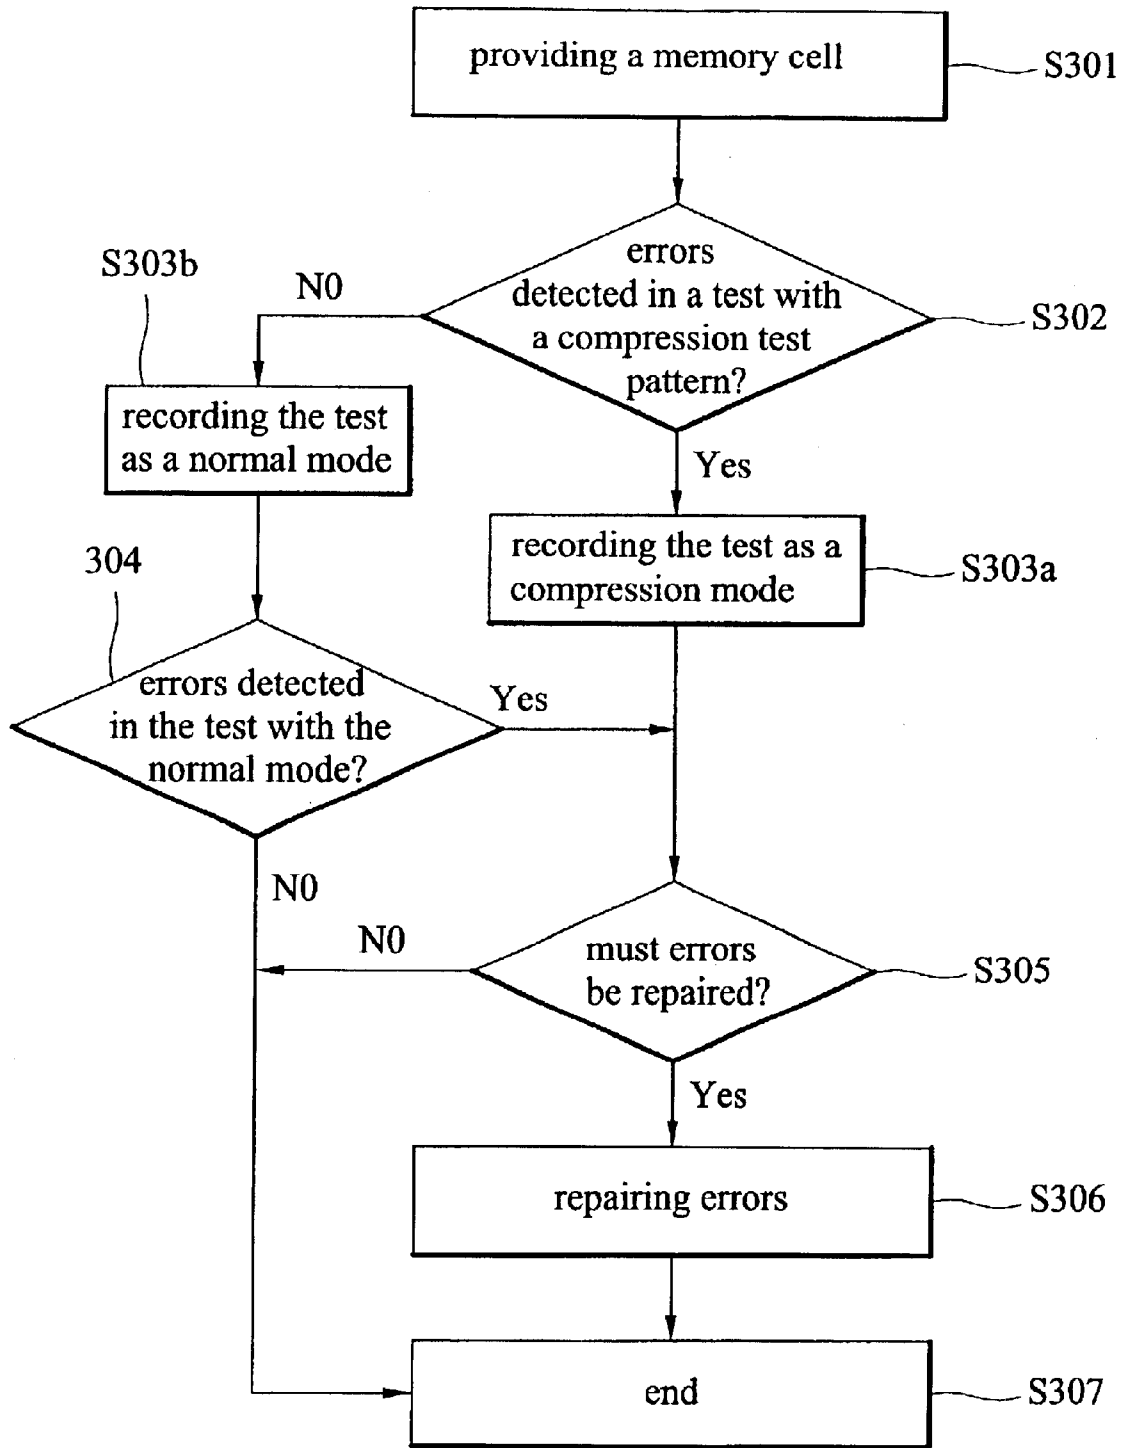 providing a memory cell
S301
errors
detected in a test with
a compression test
pattern?
S302
N0
S303b
recording the test
as a normal mode
Yes
recording the test as a
compression mode
S303a
304
errors detected
in the test with the
normal mode?
Yes
N0
N0
must errors
be repaired?
S305
Yes
repairing errors
S306
end
S307